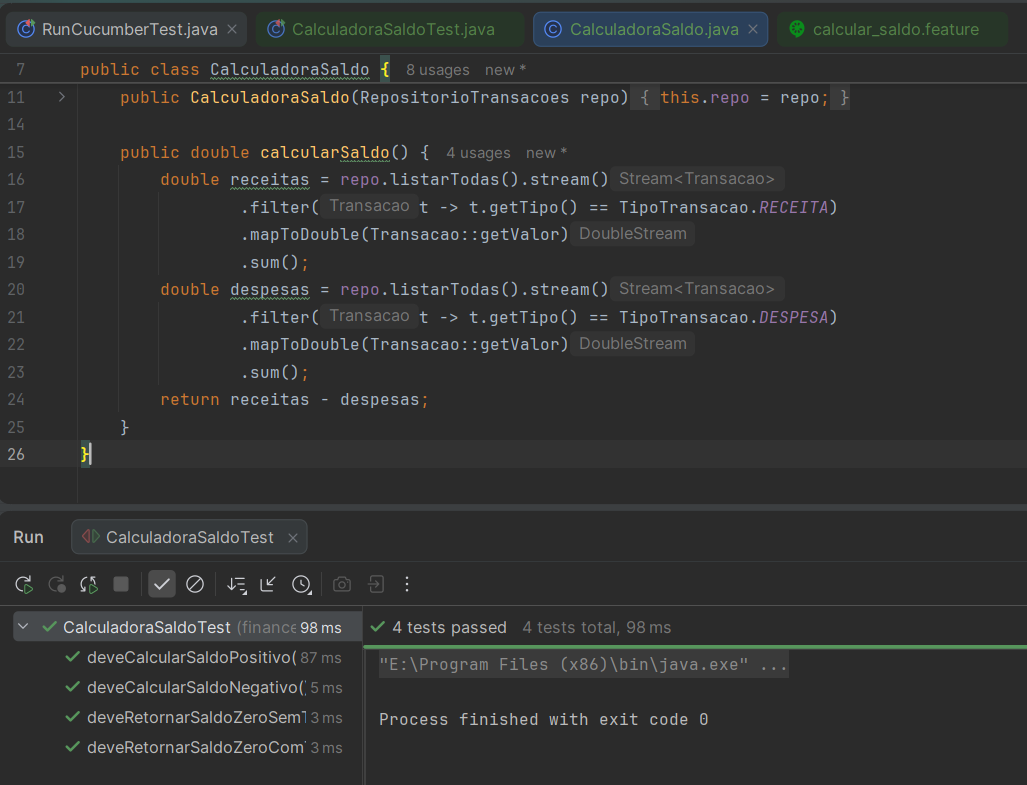 RunCucumberTest.java CalculadoraSaldoTest.java CalculadoraSaldo.java calcular_saldo.feature
7 public class CalculadoraSaldo { 8 usages new *
11 public CalculadoraSaldo(RepositorioTransacoes repo) { this.repo = repo; }
14
15 public double calcularSaldo() { 4 usages new *
16 double receitas = repo.listarTodas().stream() Stream<Transacao>
17 .filter( Transacao t -> t.getTipo() == TipoTransacao.RECEITA)
18 .mapToDouble(Transacao::getValor) DoubleStream
19 .sum();
20 double despesas = repo.listarTodas().stream() Stream<Transacao>
21 .filter( Transacao t -> t.getTipo() == TipoTransacao.DESPESA)
22 .mapToDouble(Transacao::getValor) DoubleStream
23 .sum();
24 return receitas - despesas;
25 }
26 }
Run CalculadoraSaldoTest
CalculadoraSaldoTest (finance 98 ms
deveCalcularSaldoPositivo( 87 ms
deveCalcularSaldoNegativo( 5 ms
deveRetornarSaldoZeroSemT 3 ms
deveRetornarSaldoZeroCom 3 ms
4 tests passed 4 tests total, 98 ms
"E:\Program Files (x86)\bin\java.exe" ...
Process finished with exit code 0